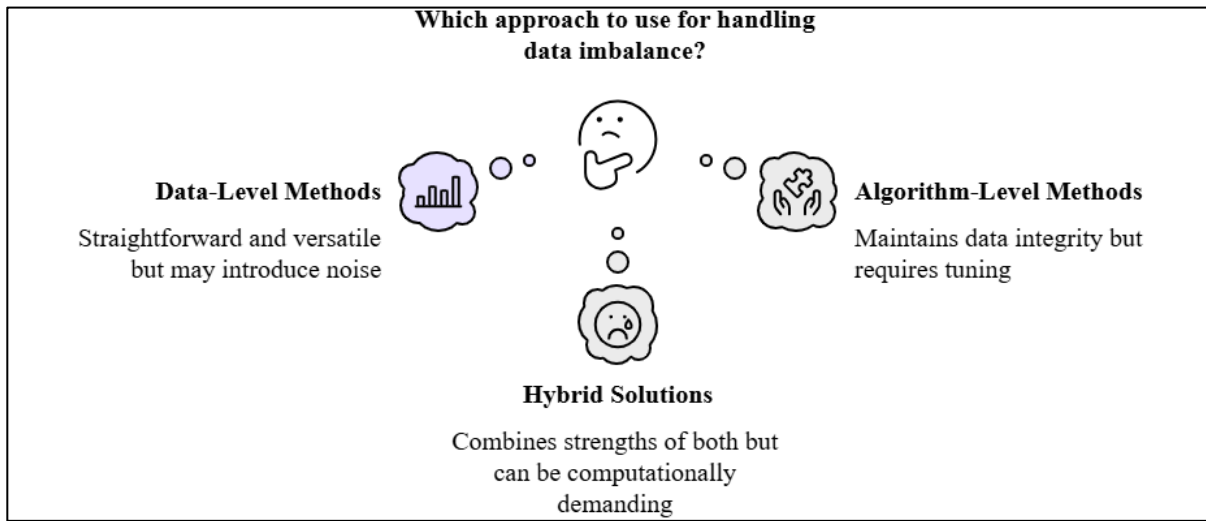 Which approach to use for handling
data imbalance?
Data-Level Methods
Straightforward and versatile
but may introduce noise
Algorithm-Level Methods
Maintains data integrity but
requires tuning
Hybrid Solutions
Combines strengths of both but
can be computationally
demanding